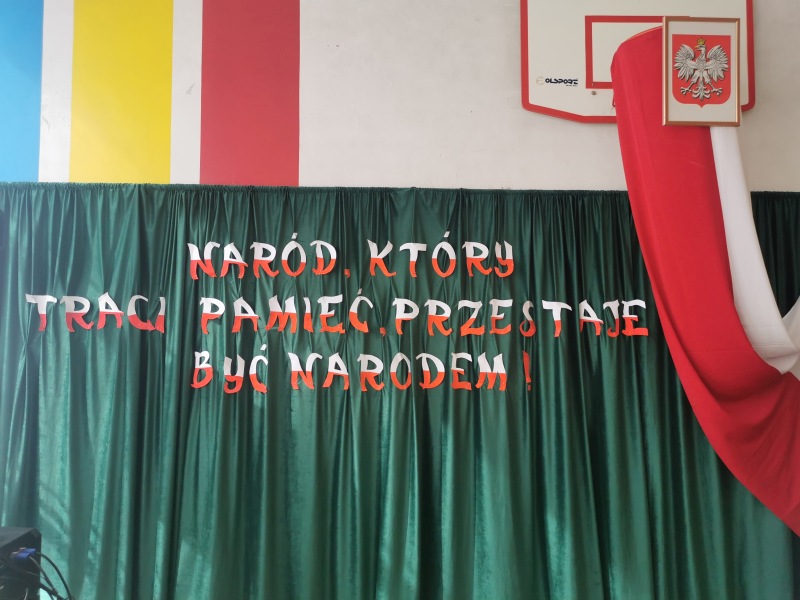 OLSPORT
NARÓD, KTÓRY
TRACI PAMIĘĆ, PRZESTAJE
BYĆ NARODEM!